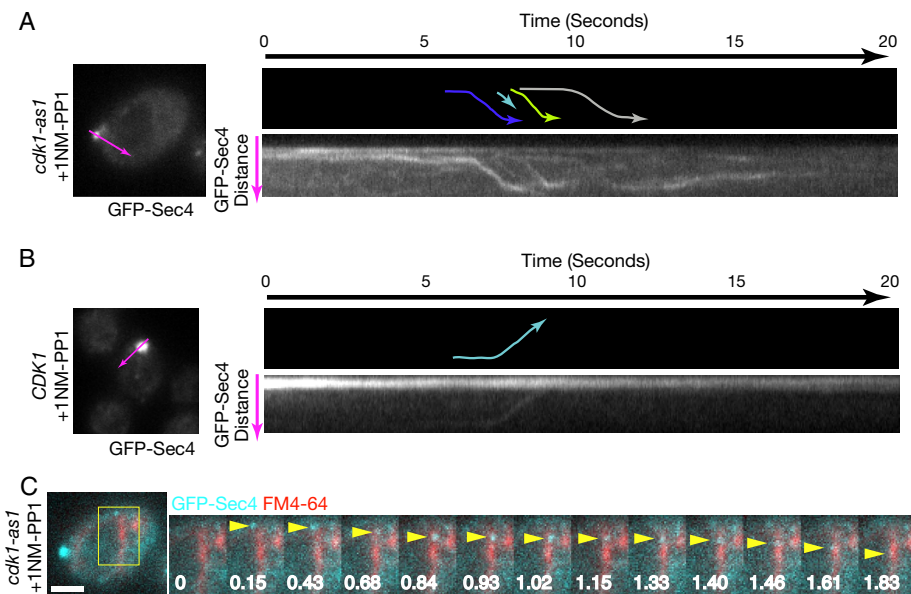 A
Time (Seconds)
0 5 10 15 20
cdk1-as1
+1NM-PP1
GFP-Sec4
GFP-Sec4
Distance
B
Time (Seconds)
0 5 10 15 20
CDK1
+1NM-PP1
GFP-Sec4
GFP-Sec4
Distance
C
cdk1-as1
+1NM-PP1
GFP-Sec4 FM4-64
0 0.15 0.43 0.68 0.84 0.93 1.02 1.15 1.33 1.40 1.46 1.61 1.83